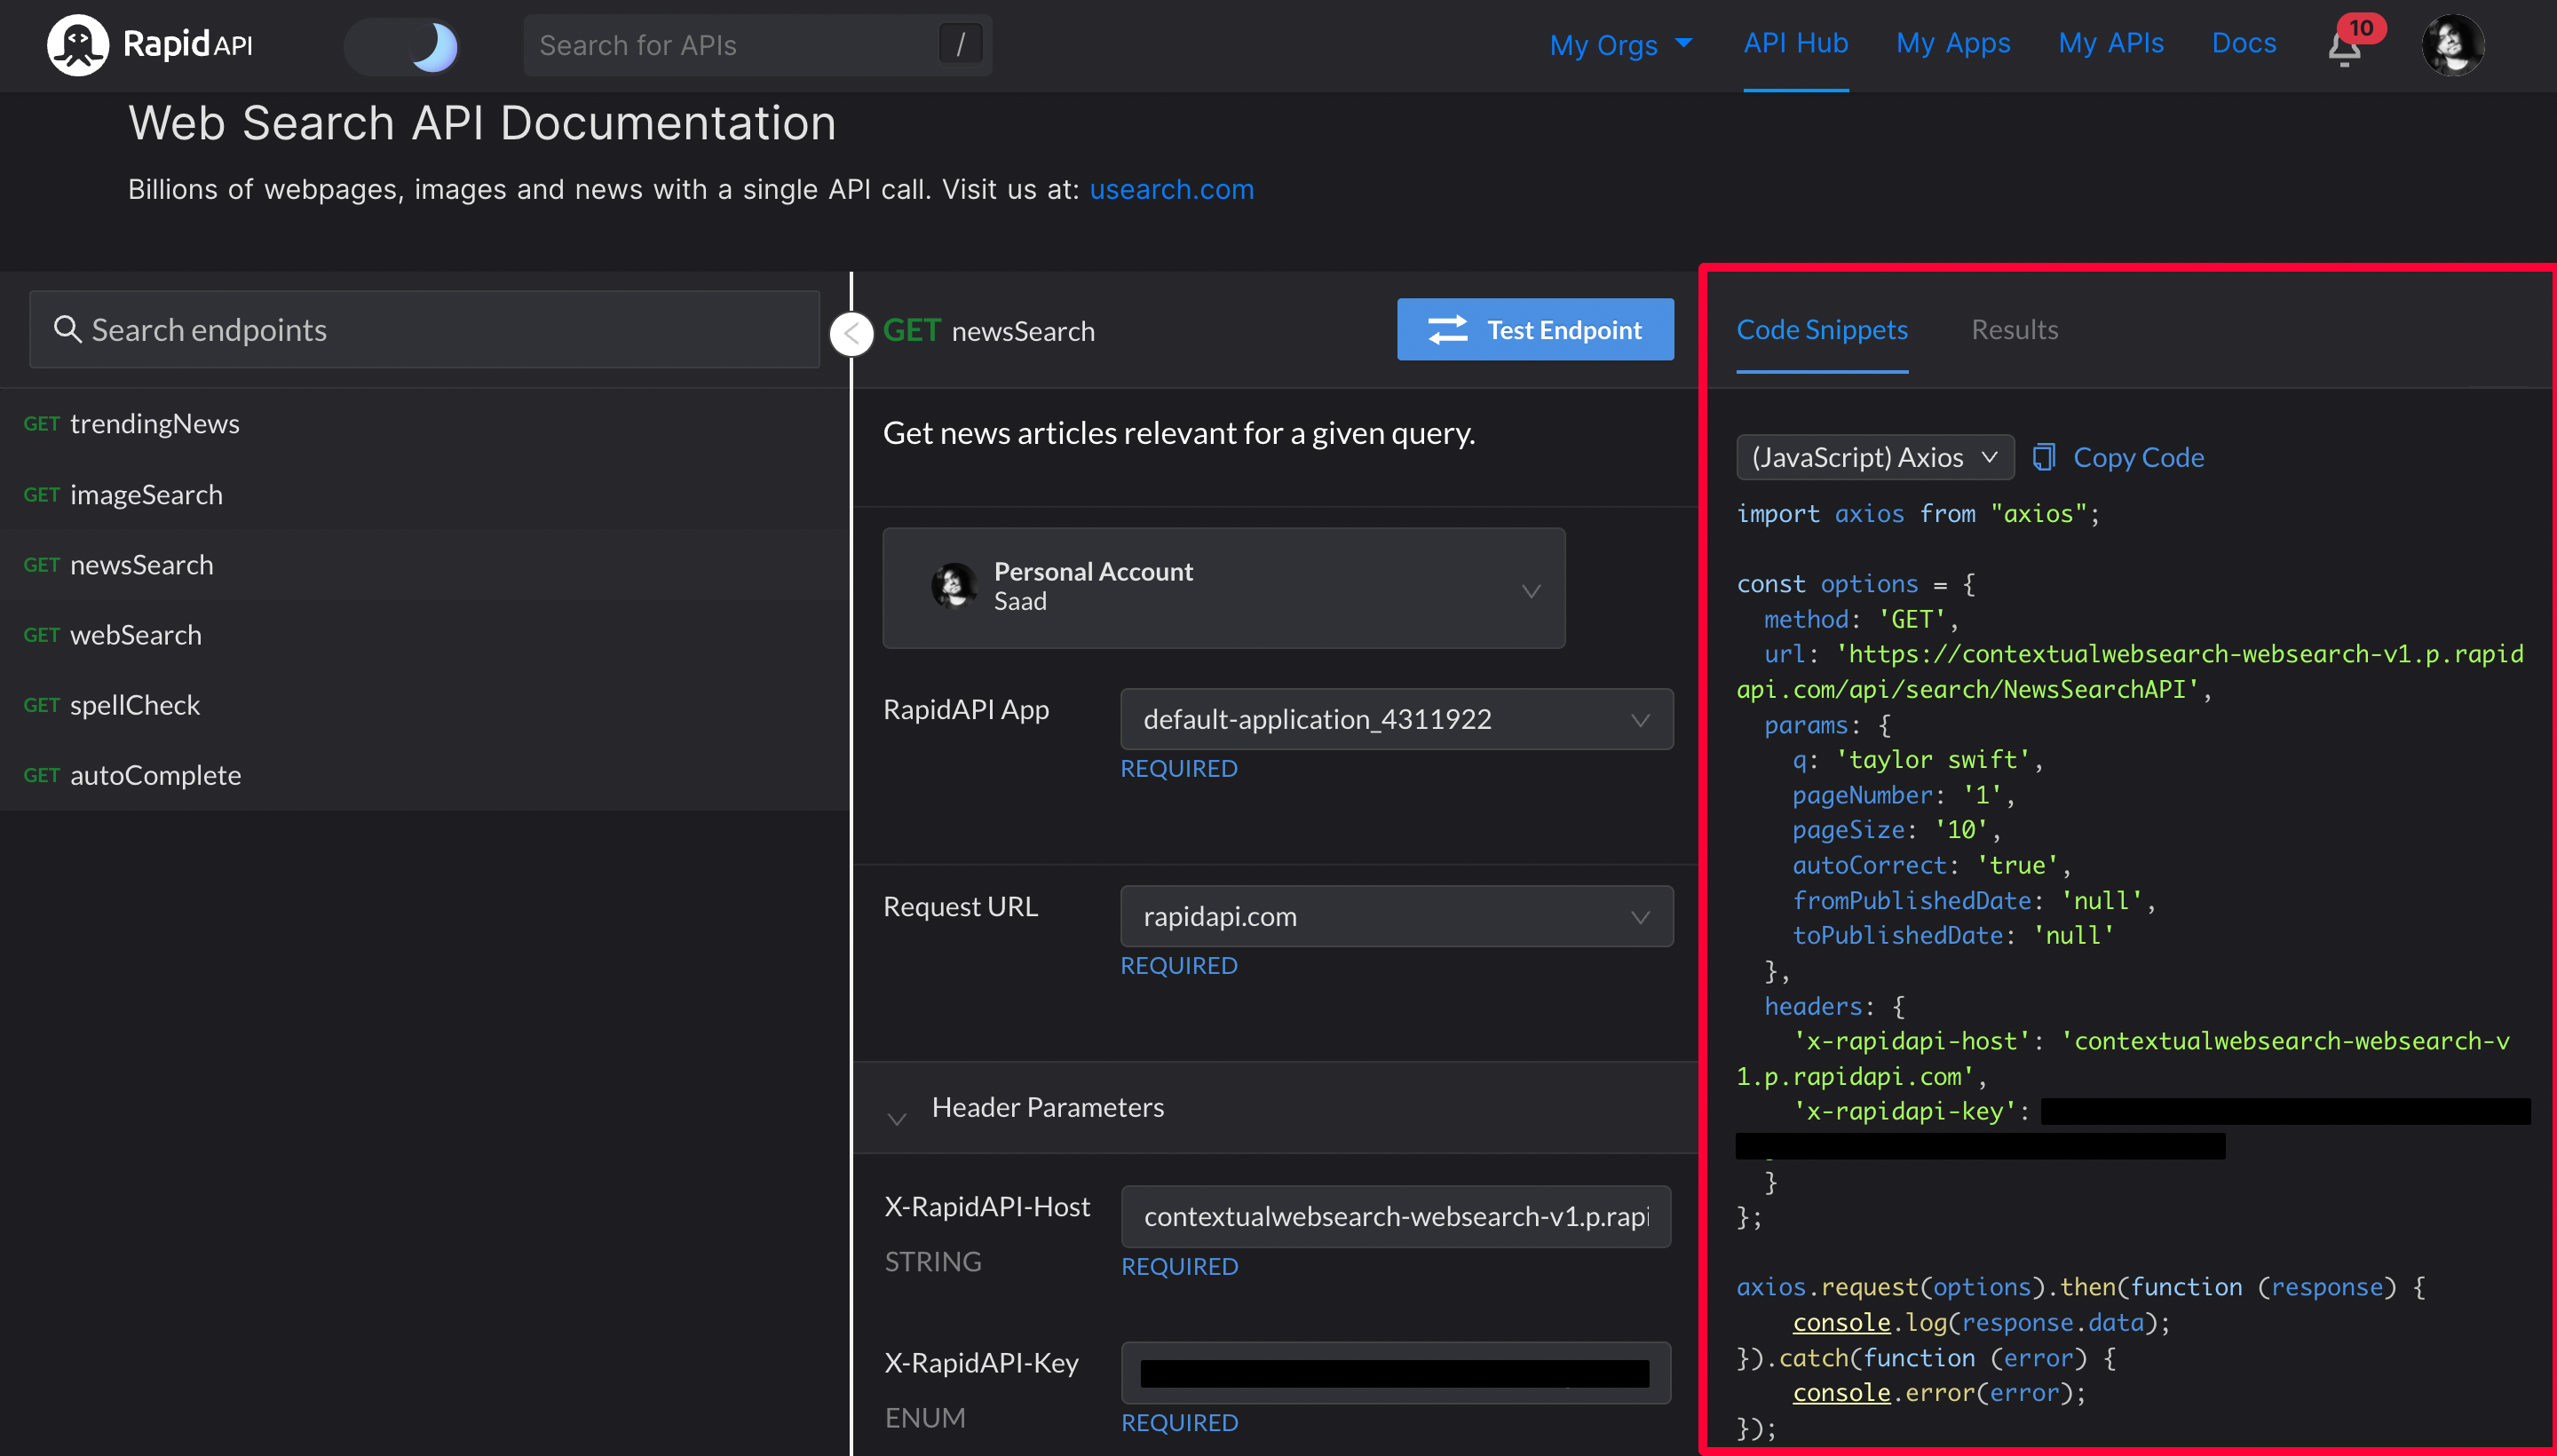 RapidAPI
Search for APIs
/
My Orgs
API Hub
My Apps
My APIs
Docs
10
Web Search API Documentation
Billions of webpages, images and news with a single API call. Visit us at: usearch.com
Search endpoints
GET trendingNews
GET imageSearch
GET newsSearch
GET webSearch
GET spellCheck
GET autoComplete
GET newsSearch
Test Endpoint
Get news articles relevant for a given query.
Personal Account
Saad
RapidAPI App
default-application_4311922
REQUIRED
Request URL
rapidapi.com
REQUIRED
Header Parameters
X-RapidAPI-Host
contextualwebsearch-websearch-v1.p.rapi
STRING
REQUIRED
X-RapidAPI-Key
ENUM
REQUIRED
Code Snippets
Results
(JavaScript) Axios
Copy Code
import axios from "axios";
const options = {
method: 'GET',
url: 'https://contextualwebsearch-websearch-v1.p.rapid
api.com/api/search/NewsSearchAPI',
params: {
q: 'taylor swift',
pageNumber: '1',
pageSize: '10',
autoCorrect: 'true',
fromPublishedDate: 'null',
toPublishedDate: 'null'
},
headers: {
'x-rapidapi-host': 'contextualwebsearch-websearch-v
1.p.rapidapi.com',
'x-rapidapi-key':
}
};
axios.request(options).then(function (response) {
console.log(response.data);
}).catch(function (error) {
console.error(error);
});